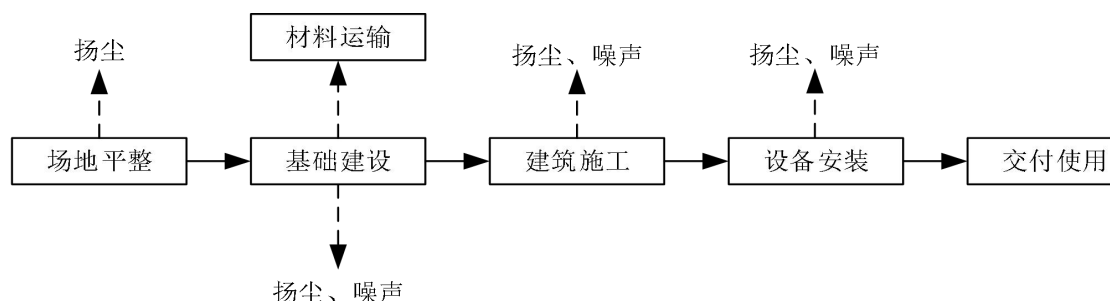 材料运输
扬尘
扬尘、噪声
扬尘、噪声
场地平整
基础建设
建筑施工
设备安装
交付使用
扬尘、噪声